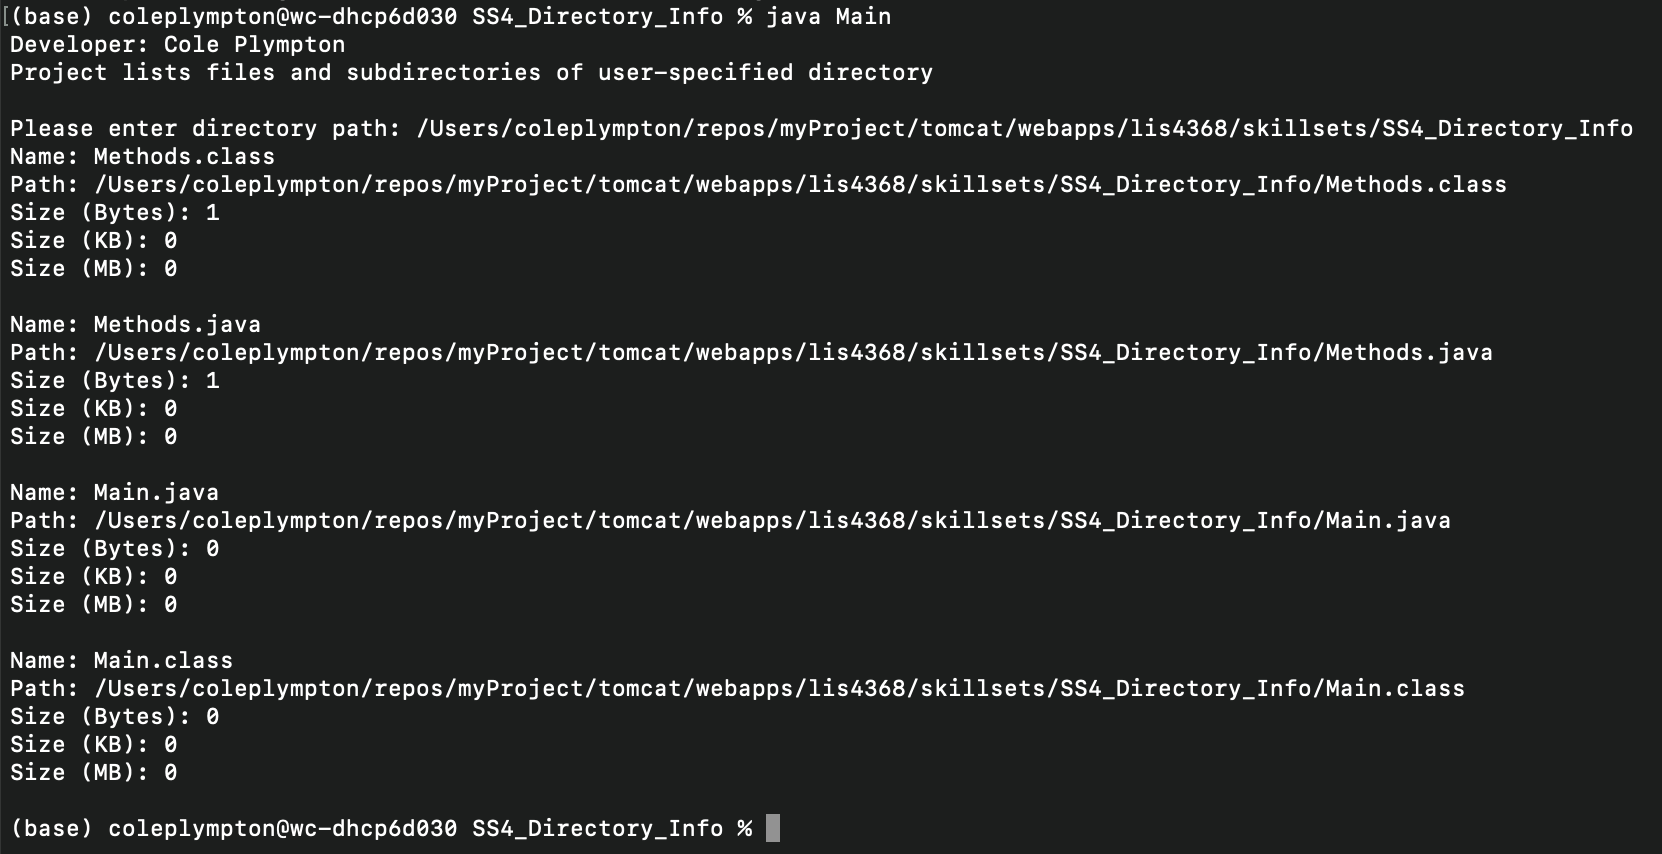 (base) coleplympton@wc-dhcp6d030 SS4_Directory_Info % java Main
Developer: Cole Plympton
Project lists files and subdirectories of user-specified directory
Please enter directory path: /Users/coleplympton/repos/myProject/tomcat/webapps/lis4368/skillsets/SS4_Directory_Info
Name: Methods.class
Path: /Users/coleplympton/repos/myProject/tomcat/webapps/lis4368/skillsets/SS4_Directory_Info/Methods.class
Size (Bytes): 1
Size (KB): 0
Size (MB): 0
Name: Methods.java
Path: /Users/coleplympton/repos/myProject/tomcat/webapps/lis4368/skillsets/SS4_Directory_Info/Methods.java
Size (Bytes): 1
Size (KB): 0
Size (MB): 0
Name: Main.java
Path: /Users/coleplympton/repos/myProject/tomcat/webapps/lis4368/skillsets/SS4_Directory_Info/Main.java
Size (Bytes): 0
Size (KB): 0
Size (MB): 0
Name: Main.class
Path: /Users/coleplympton/repos/myProject/tomcat/webapps/lis4368/skillsets/SS4_Directory_Info/Main.class
Size (Bytes): 0
Size (KB): 0
Size (MB): 0
(base) coleplympton@wc-dhcp6d030 SS4_Directory_Info %